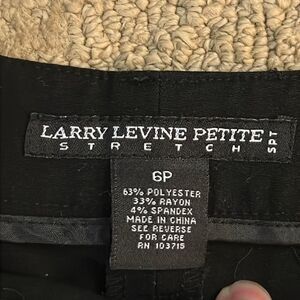 LARRY LEVINE PETITE SPT
STRETCH
6P
63% POLYESTER
33% RAYON
4% SPANDEX
MADE IN CHINA
SEE REVERSE
FOR CARE
RN 103715